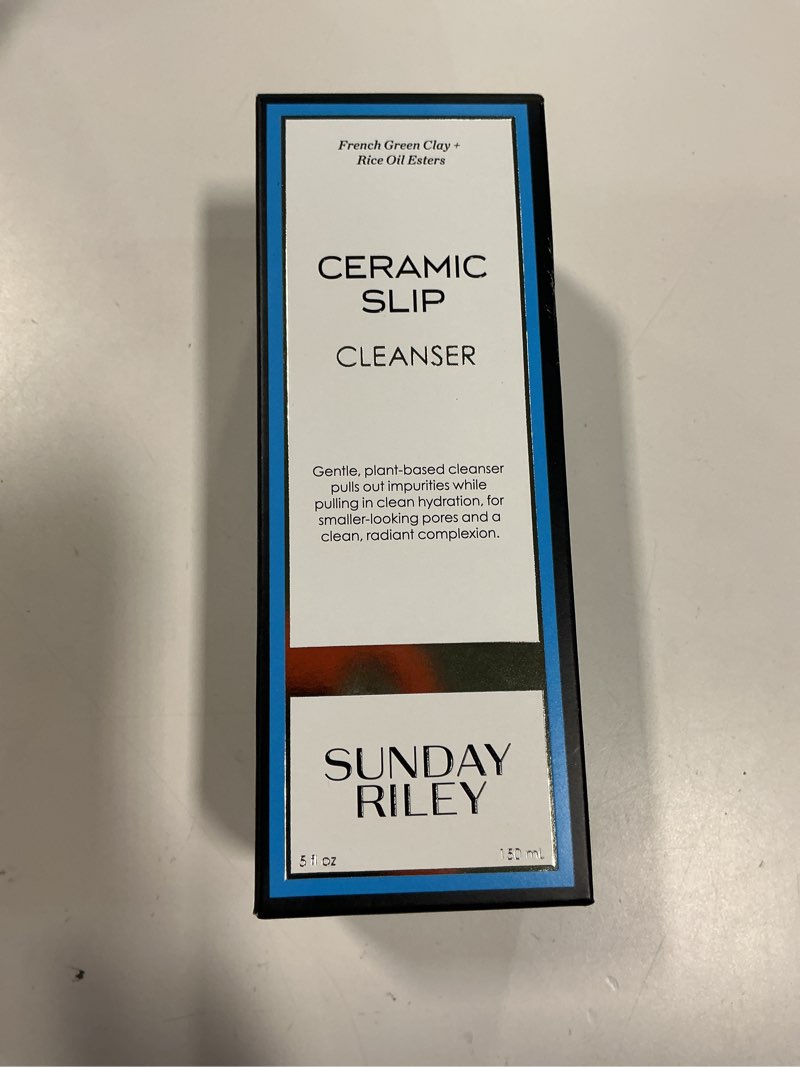 French Green Clay +
Rice Oil Esters
CERAMIC
SLIP
CLEANSER
Gentle, plant-based cleanser
pulls out impurities while
pulling in clean hydration, for
smaller-looking pores and a
clean, radiant complexion.
SUNDAY
RILEY
5 fl oz 150 mL